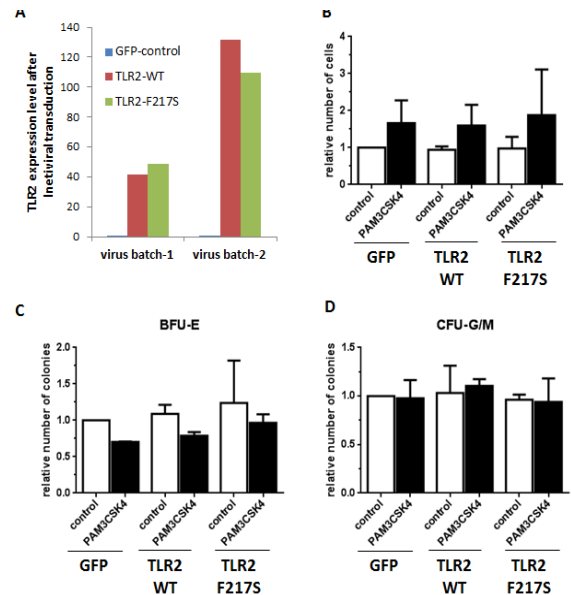 A
TLR2 expression level after
lnetiviral transduction
140
120
100
80
60
40
20
0
GFP-control
TLR2-WT
TLR2-F217S
virus batch-1
virus batch-2
B
relative number of cells
4
3
2
1
0
control
PAM3CSK4
control
PAM3CSK4
control
PAM3CSK4
GFP
TLR2
WT
TLR2
F217S
C
BFU-E
relative number of colonies
2.0
1.5
1.0
0.5
0.0
control
PAM3CSK4
control
PAM3CSK4
control
PAM3CSK4
GFP
TLR2
WT
TLR2
F217S
D
CFU-G/M
relative number of colonies
1.5
1.0
0.5
0.0
control
PAM3CSK4
control
PAM3CSK4
control
PAM3CSK4
GFP
TLR2
WT
TLR2
F217S